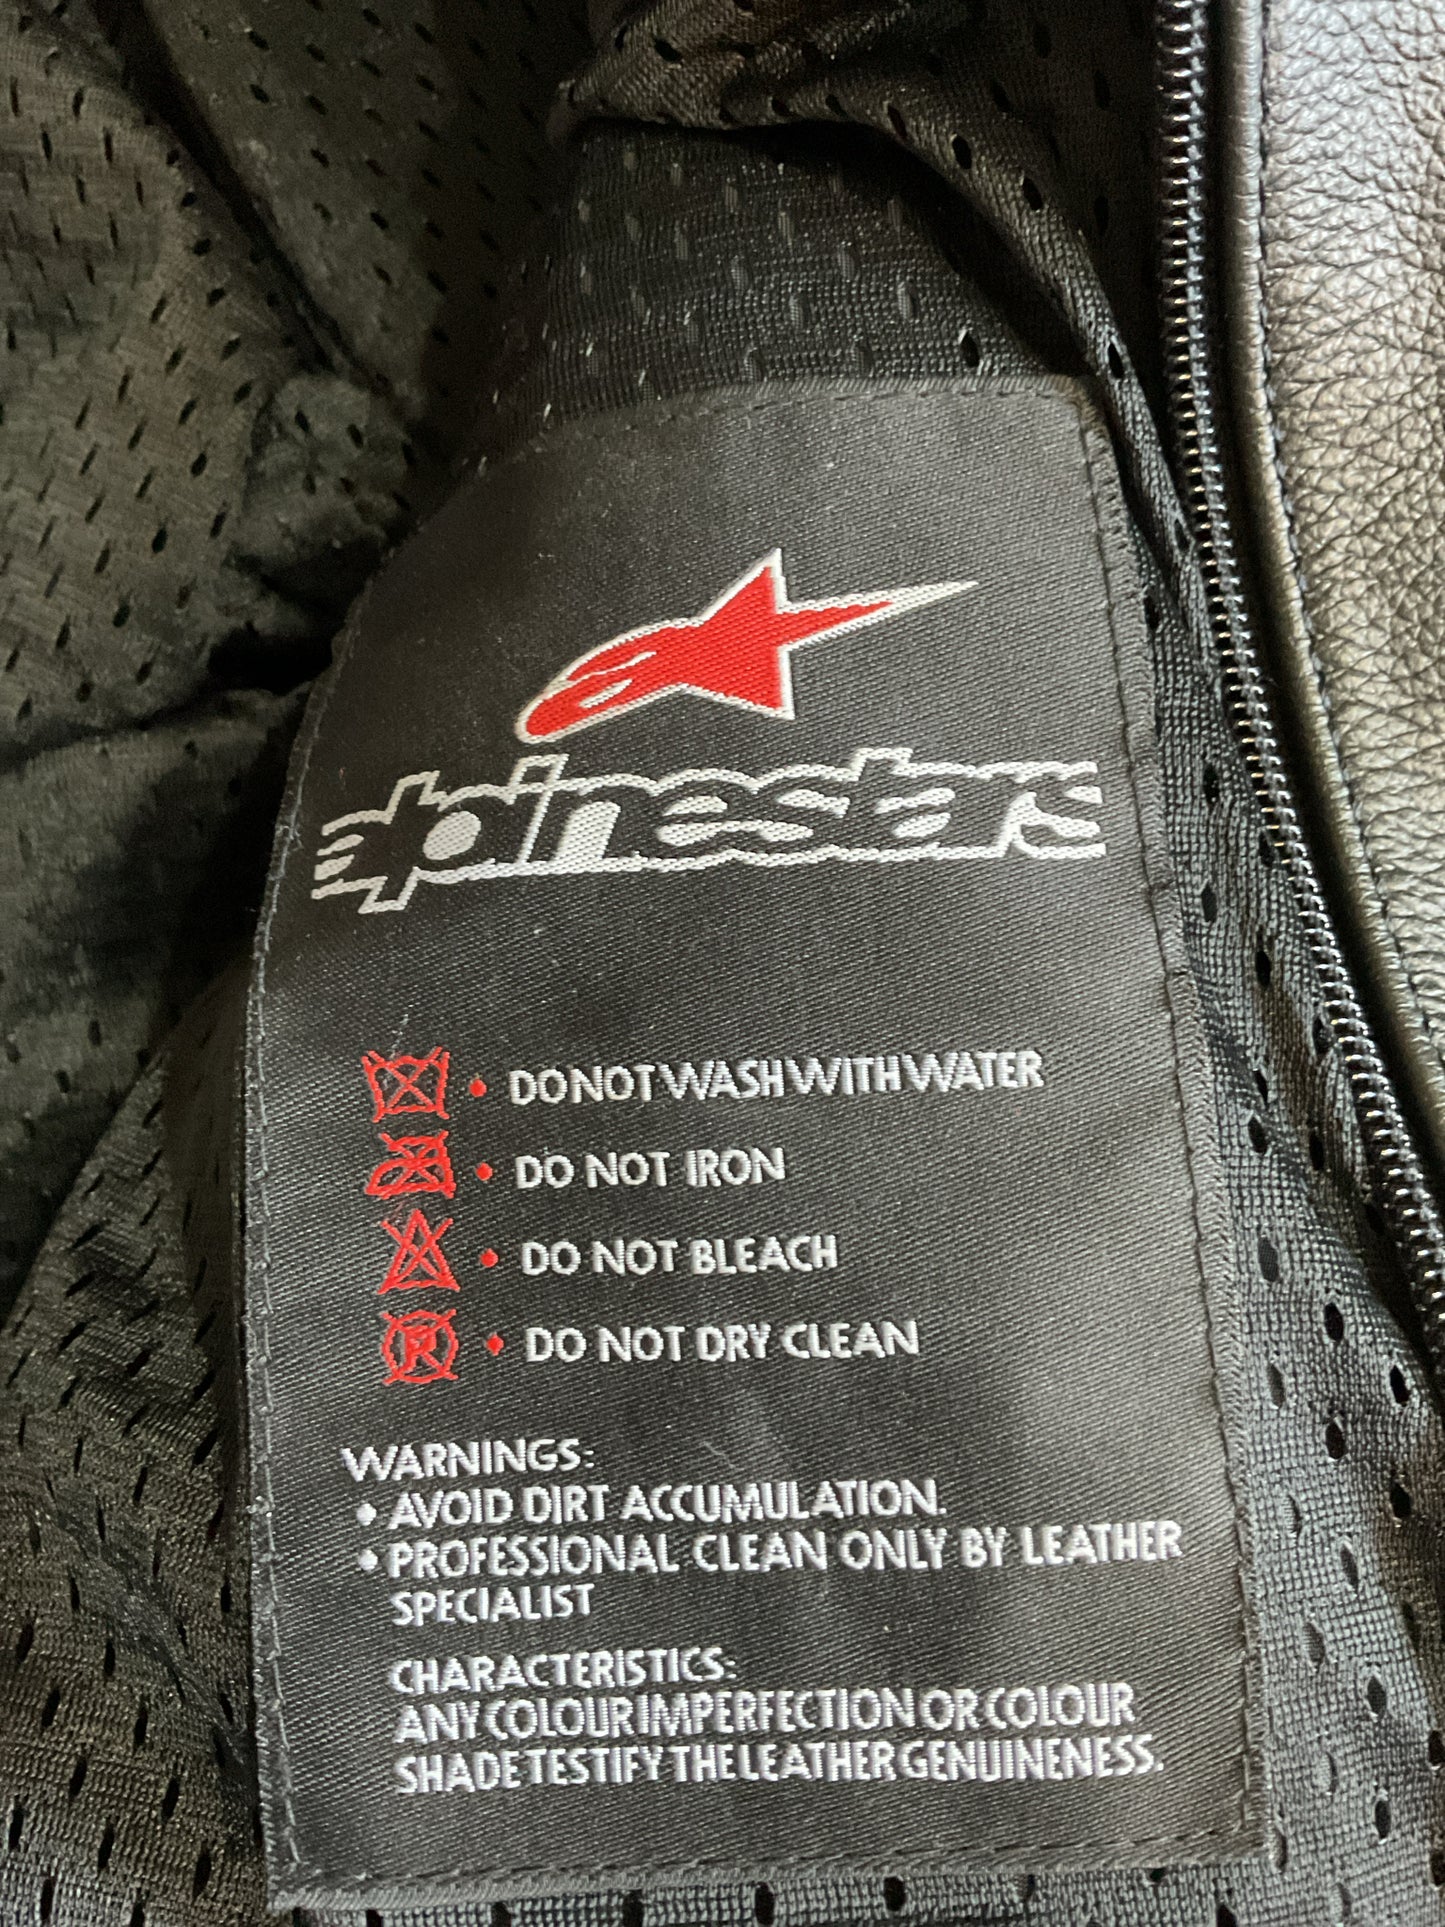 alpinestars
• DO NOT WASH WITH WATER
• DO NOT IRON
• DO NOT BLEACH
R • DO NOT DRY CLEAN
WARNINGS:
• AVOID DIRT ACCUMULATION.
• PROFESSIONAL CLEAN ONLY BY LEATHER
SPECIALIST
CHARACTERISTICS:
ANY COLOUR IMPERFECTION OR COLOUR
SHADE TESTIFY THE LEATHER GENUINENESS.